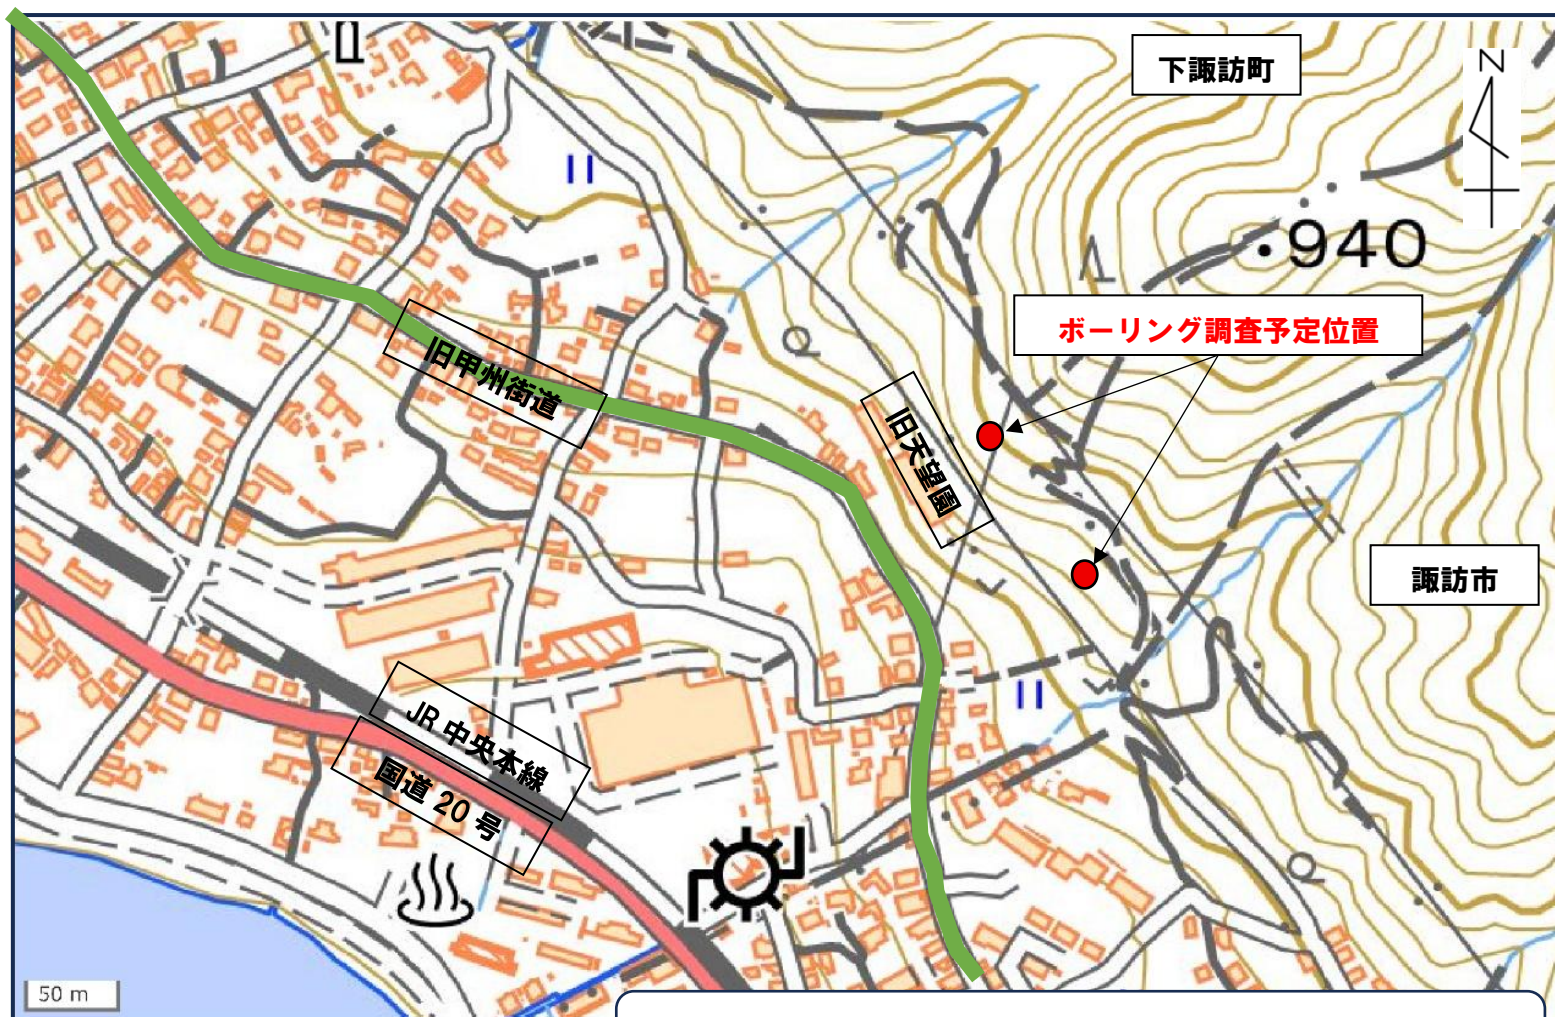 下諏訪町
N
・940
ボーリング調査予定位置
旧甲州街道
旧天望園
諏訪市
JR 中央本線
国道 20 号
50 m